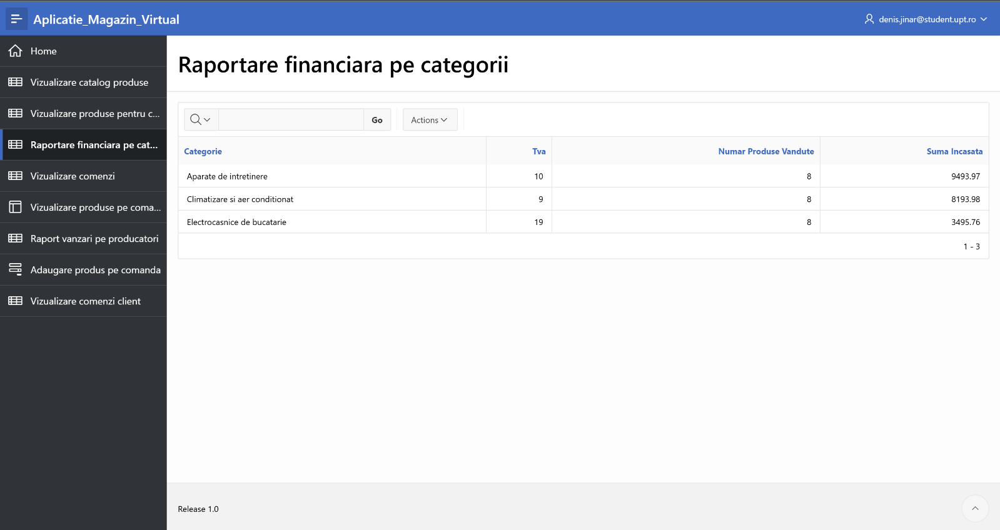 Aplicatie_Magazin_Virtual
denis.jinar@student.upt.ro
Home
Vizualizare catalog produse
Vizualizare produse pentru c...
Raportare financiara pe cat...
Vizualizare comenzi
Vizualizare produse pe coma...
Raport vanzari pe producatori
Adaugare produs pe comanda
Vizualizare comenzi client
Raportare financiara pe categorii
Go Actions
Categorie Tva Numar Produse Vandute Suma Incasata
Aparate de intretinere 10 8 9493.97
Climatizare si aer conditionat 9 8 8193.98
Electrocasnice de bucatarie 19 8 3495.76
1 - 3
Release 1.0